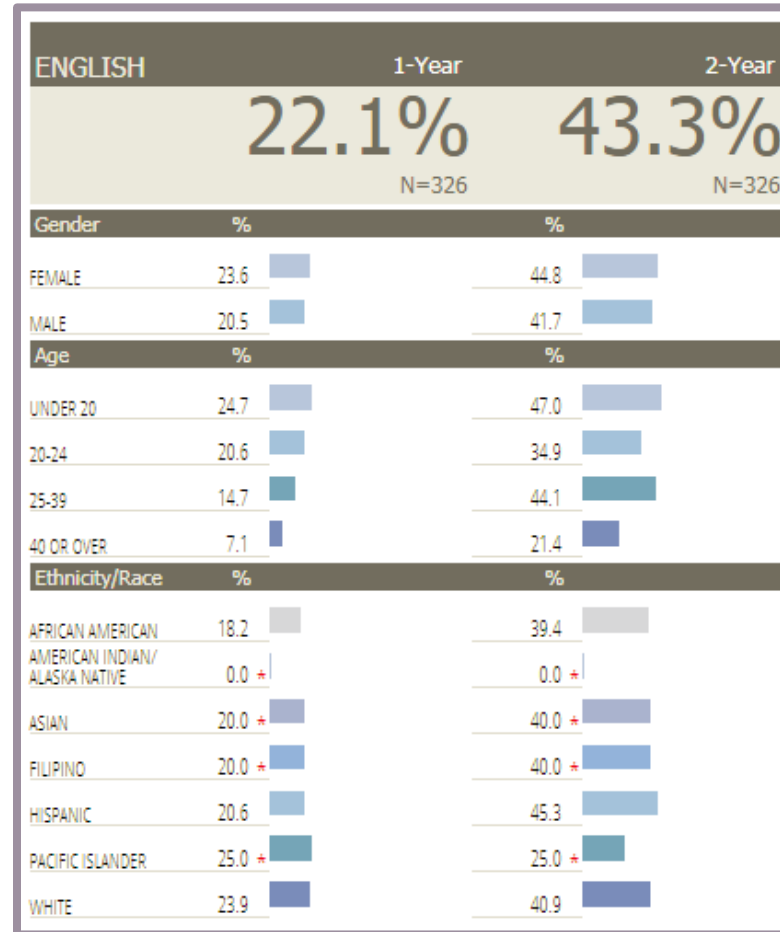 ENGLISH 1-Year 2-Year
22.1% 43.3%
N=326 N=326
Gender % %
FEMALE 23.6 44.8
MALE 20.5 41.7
Age % %
UNDER 20 24.7 47.0
20-24 20.6 34.9
25-39 14.7 44.1
40 OR OVER 7.1 21.4
Ethnicity/Race % %
AFRICAN AMERICAN 18.2 39.4
AMERICAN INDIAN/
ALASKA NATIVE 0.0 * 0.0 *
ASIAN 20.0 * 40.0 *
FILIPINO 20.0 * 40.0 *
HISPANIC 20.6 45.3
PACIFIC ISLANDER 25.0 * 25.0 *
WHITE 23.9 40.9